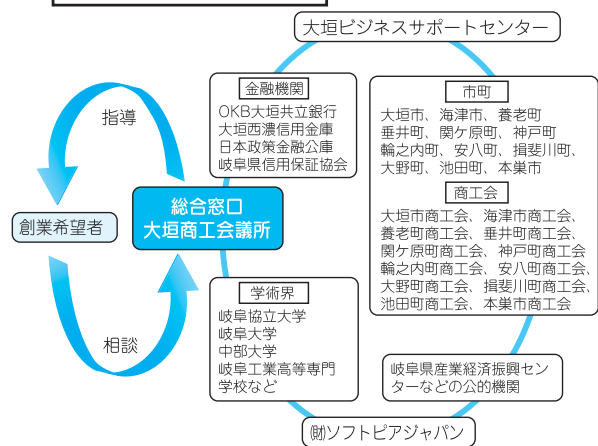 大垣ビジネスサポートセンター
金融機関
OKB大垣共立銀行
大垣西濃信用金庫
日本政策金融公庫
岐阜県信用保証協会
市町
大垣市、海津市、養老町
垂井町、関ケ原町、神戸町
輪之内町、安八町、揖斐川町、
大野町、池田町、本巣市
商工会
大垣市商工会、海津市商工会、
養老町商工会、垂井町商工会、
関ケ原町商工会、神戸町商工会
輪之内町商工会、安八町商工会、
大野町商工会、揖斐川町商工会、
池田町商工会、本巣市商工会
指導
創業希望者
総合窓口
大垣商工会議所
相談
学術界
岐阜協立大学
岐阜大学
中部大学
岐阜工業高等専門
学校など
岐阜県産業経済振興セン
ターなどの公的機関
㈶ソフトピアジャパン